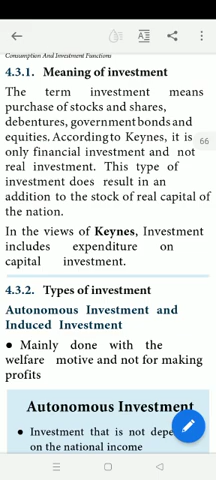 Consumption And Investment Functions
4.3.1. Meaning of investment
The term investment means
purchase of stocks and shares,
debentures, government bonds and
equities. According to Keynes, it is
only financial investment and not
real investment. This type of
investment does result in an
addition to the stock of real capital of
the nation.
66
In the views of Keynes, Investment
includes expenditure on
capital investment.
4.3.2. Types of investment
Autonomous Investment and
Induced Investment
● Mainly done with the
welfare motive and not for making
profits
Autonomous Investment
• Investment that is not
on the national income